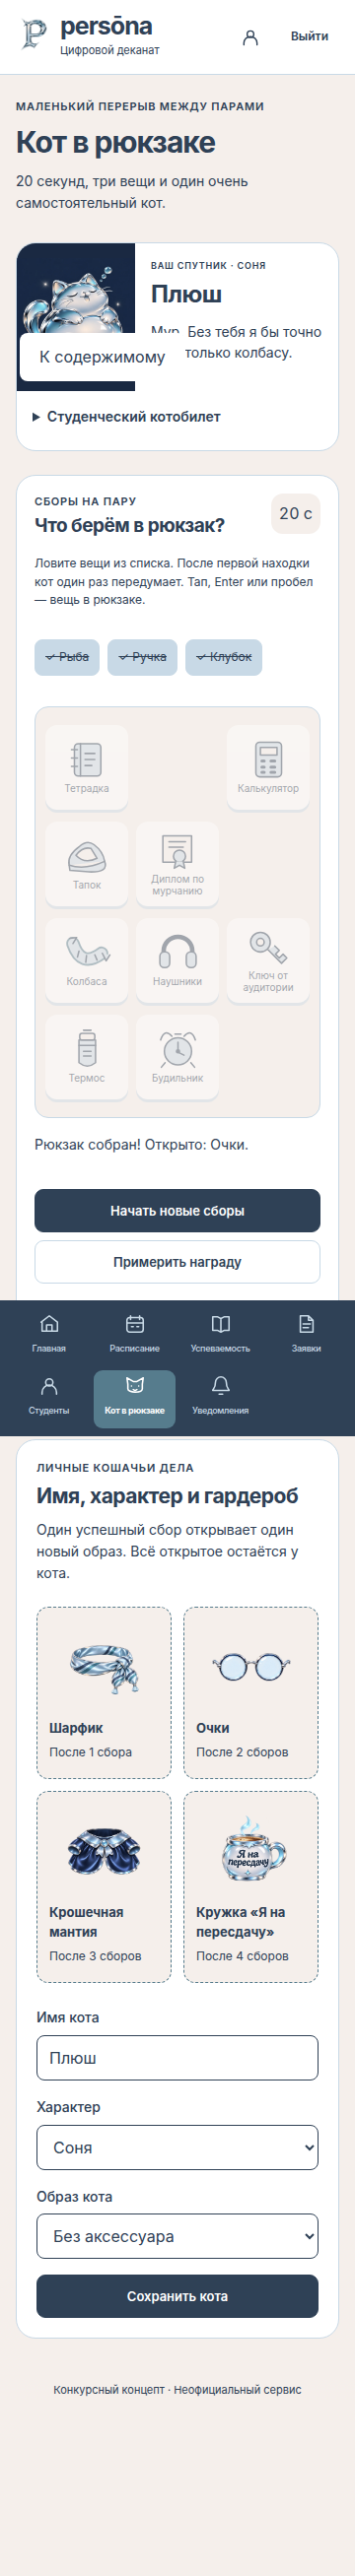 persōna
Цифровой деканат
Выйти
МАЛЕНЬКИЙ ПЕРЕРЫВ МЕЖДУ ПАРАМИ
Кот в рюкзаке
20 секунд, три вещи и один очень
самостоятельный кот.
ВАШ СПУТНИК · СОНЯ
Плюш
Без тебя я бы точно
К содержимому
только колбасу.
Студенческий котобилет
СБОРЫ НА ПАРУ
Что берём в рюкзак?
20 с
Ловите вещи из списка. После первой находки
кот один раз передумает. Тап, Enter или пробел
— вещь в рюкзаке.
✓ Рыба ✓ Ручка ✓ Клубок
Тетрадка Калькулятор
Тапок Диплом по
мурчанию
Колбаса Наушники Ключ от
аудитории
Термос Будильник
Рюкзак собран! Открыто: Очки.
Начать новые сборы
Примерить награду
Главная Расписание Успеваемость Заявки
Студенты Кот в рюкзаке Уведомления
ЛИЧНЫЕ КОШАЧЬИ ДЕЛА
Имя, характер и гардероб
Один успешный сбор открывает один
новый образ. Всё открытое остаётся у
кота.
Шарфик Очки
После 1 сбора После 2 сборов
Я на
пересдачу
Крошечная Кружка «Я на
мантия пересдачу»
После 3 сборов После 4 сборов
Имя кота
Плюш
Характер
Соня
Образ кота
Без аксессуара
Сохранить кота
Конкурсный концепт · Неофициальный сервис